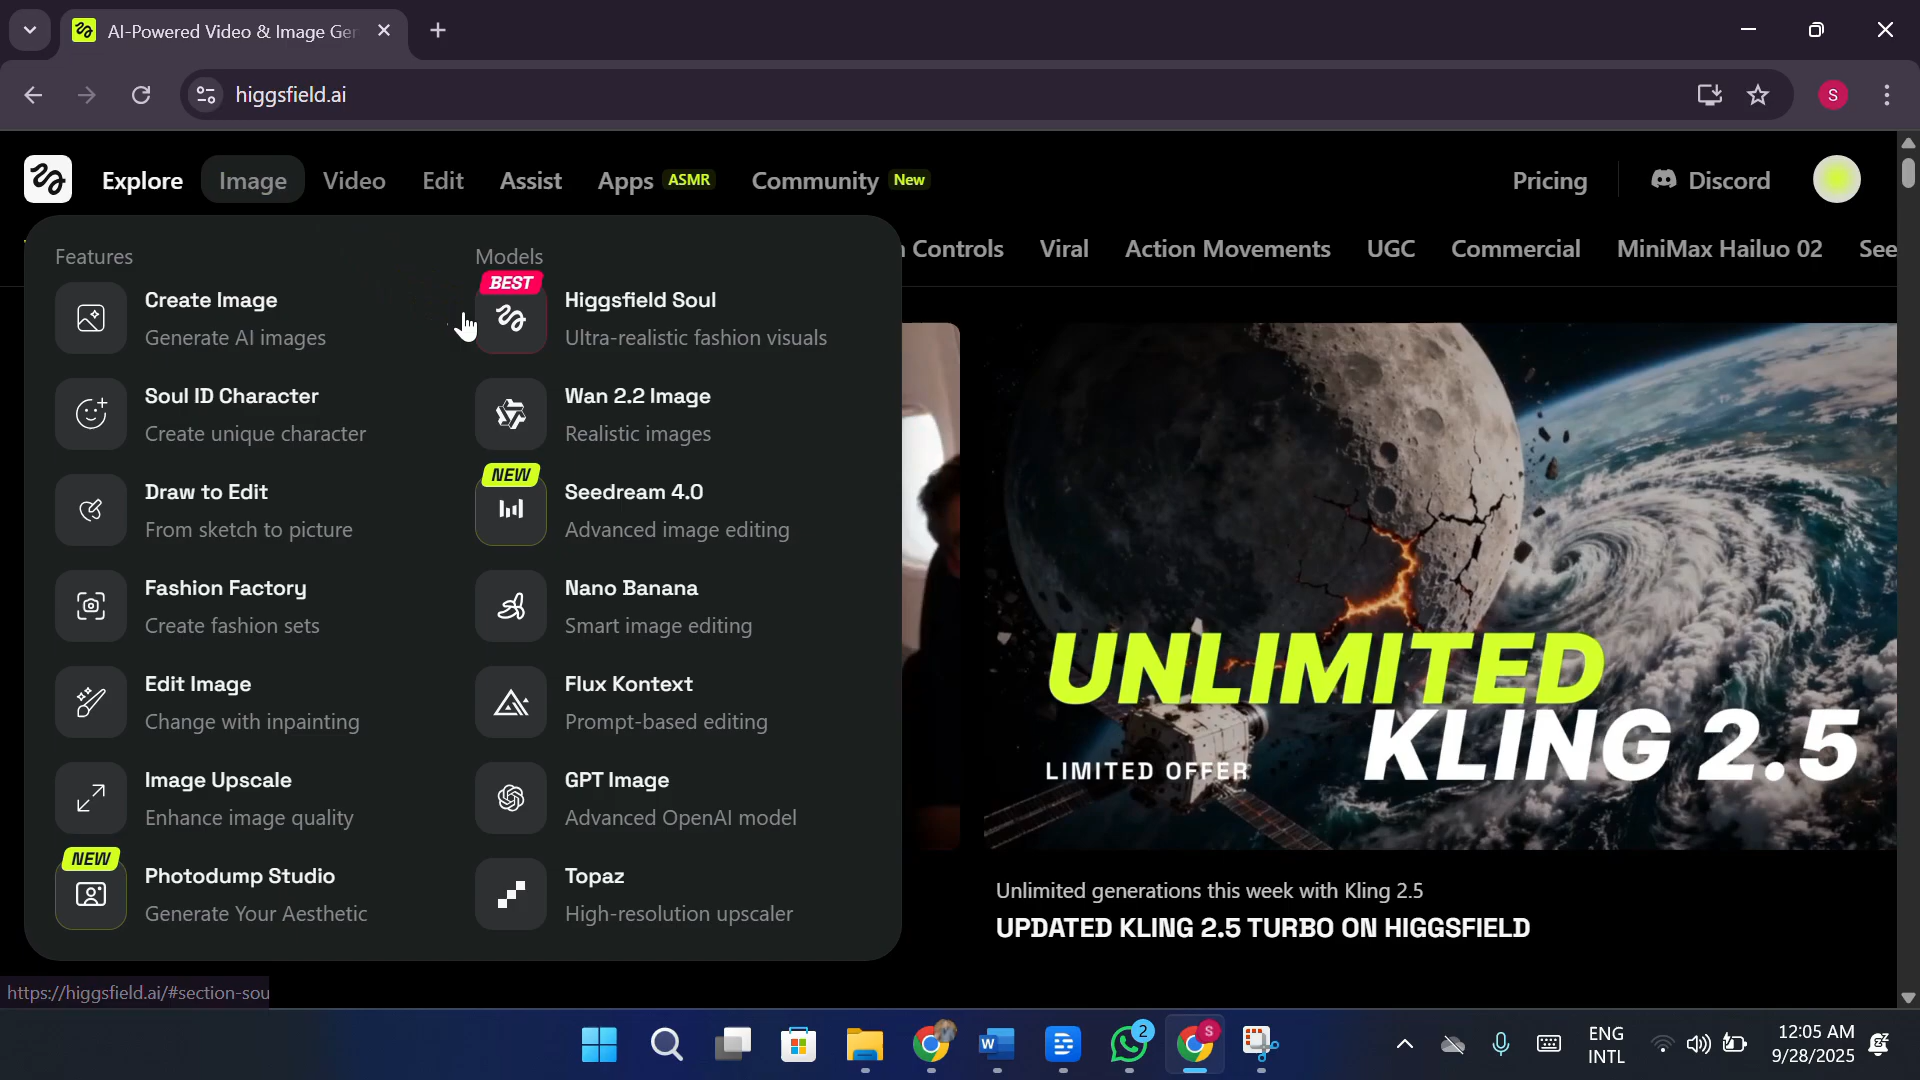 AI-Powered Video & Image Ger
higgsfield.ai
S
Explore Image Video Edit Assist Apps ASMR Community New Pricing Discord
Controls Viral Action Movements UGC Commercial MiniMax Hailuo 02 See
Features
Create Image
Generate AI images
Soul ID Character
Create unique character
Draw to Edit
From sketch to picture
Fashion Factory
Create fashion sets
Edit Image
Change with inpainting
Image Upscale
Enhance image quality
NEW
Photodump Studio
Generate Your Aesthetic
Models
BEST
Higgsfield Soul
Ultra-realistic fashion visuals
Wan 2.2 Image
Realistic images
NEW
Seedream 4.0
Advanced image editing
Nano Banana
Smart image editing
Flux Kontext
Prompt-based editing
GPT Image
Advanced OpenAI model
Topaz
High-resolution upscaler
UNLIMITED
KLING 2.5
LIMITED OFFER
Unlimited generations this week with Kling 2.5
UPDATED KLING 2.5 TURBO ON HIGGSFIELD
https://higgsfield.ai/#section-sou
W
2
S
ENG
INTL
12:05 AM
9/28/2025